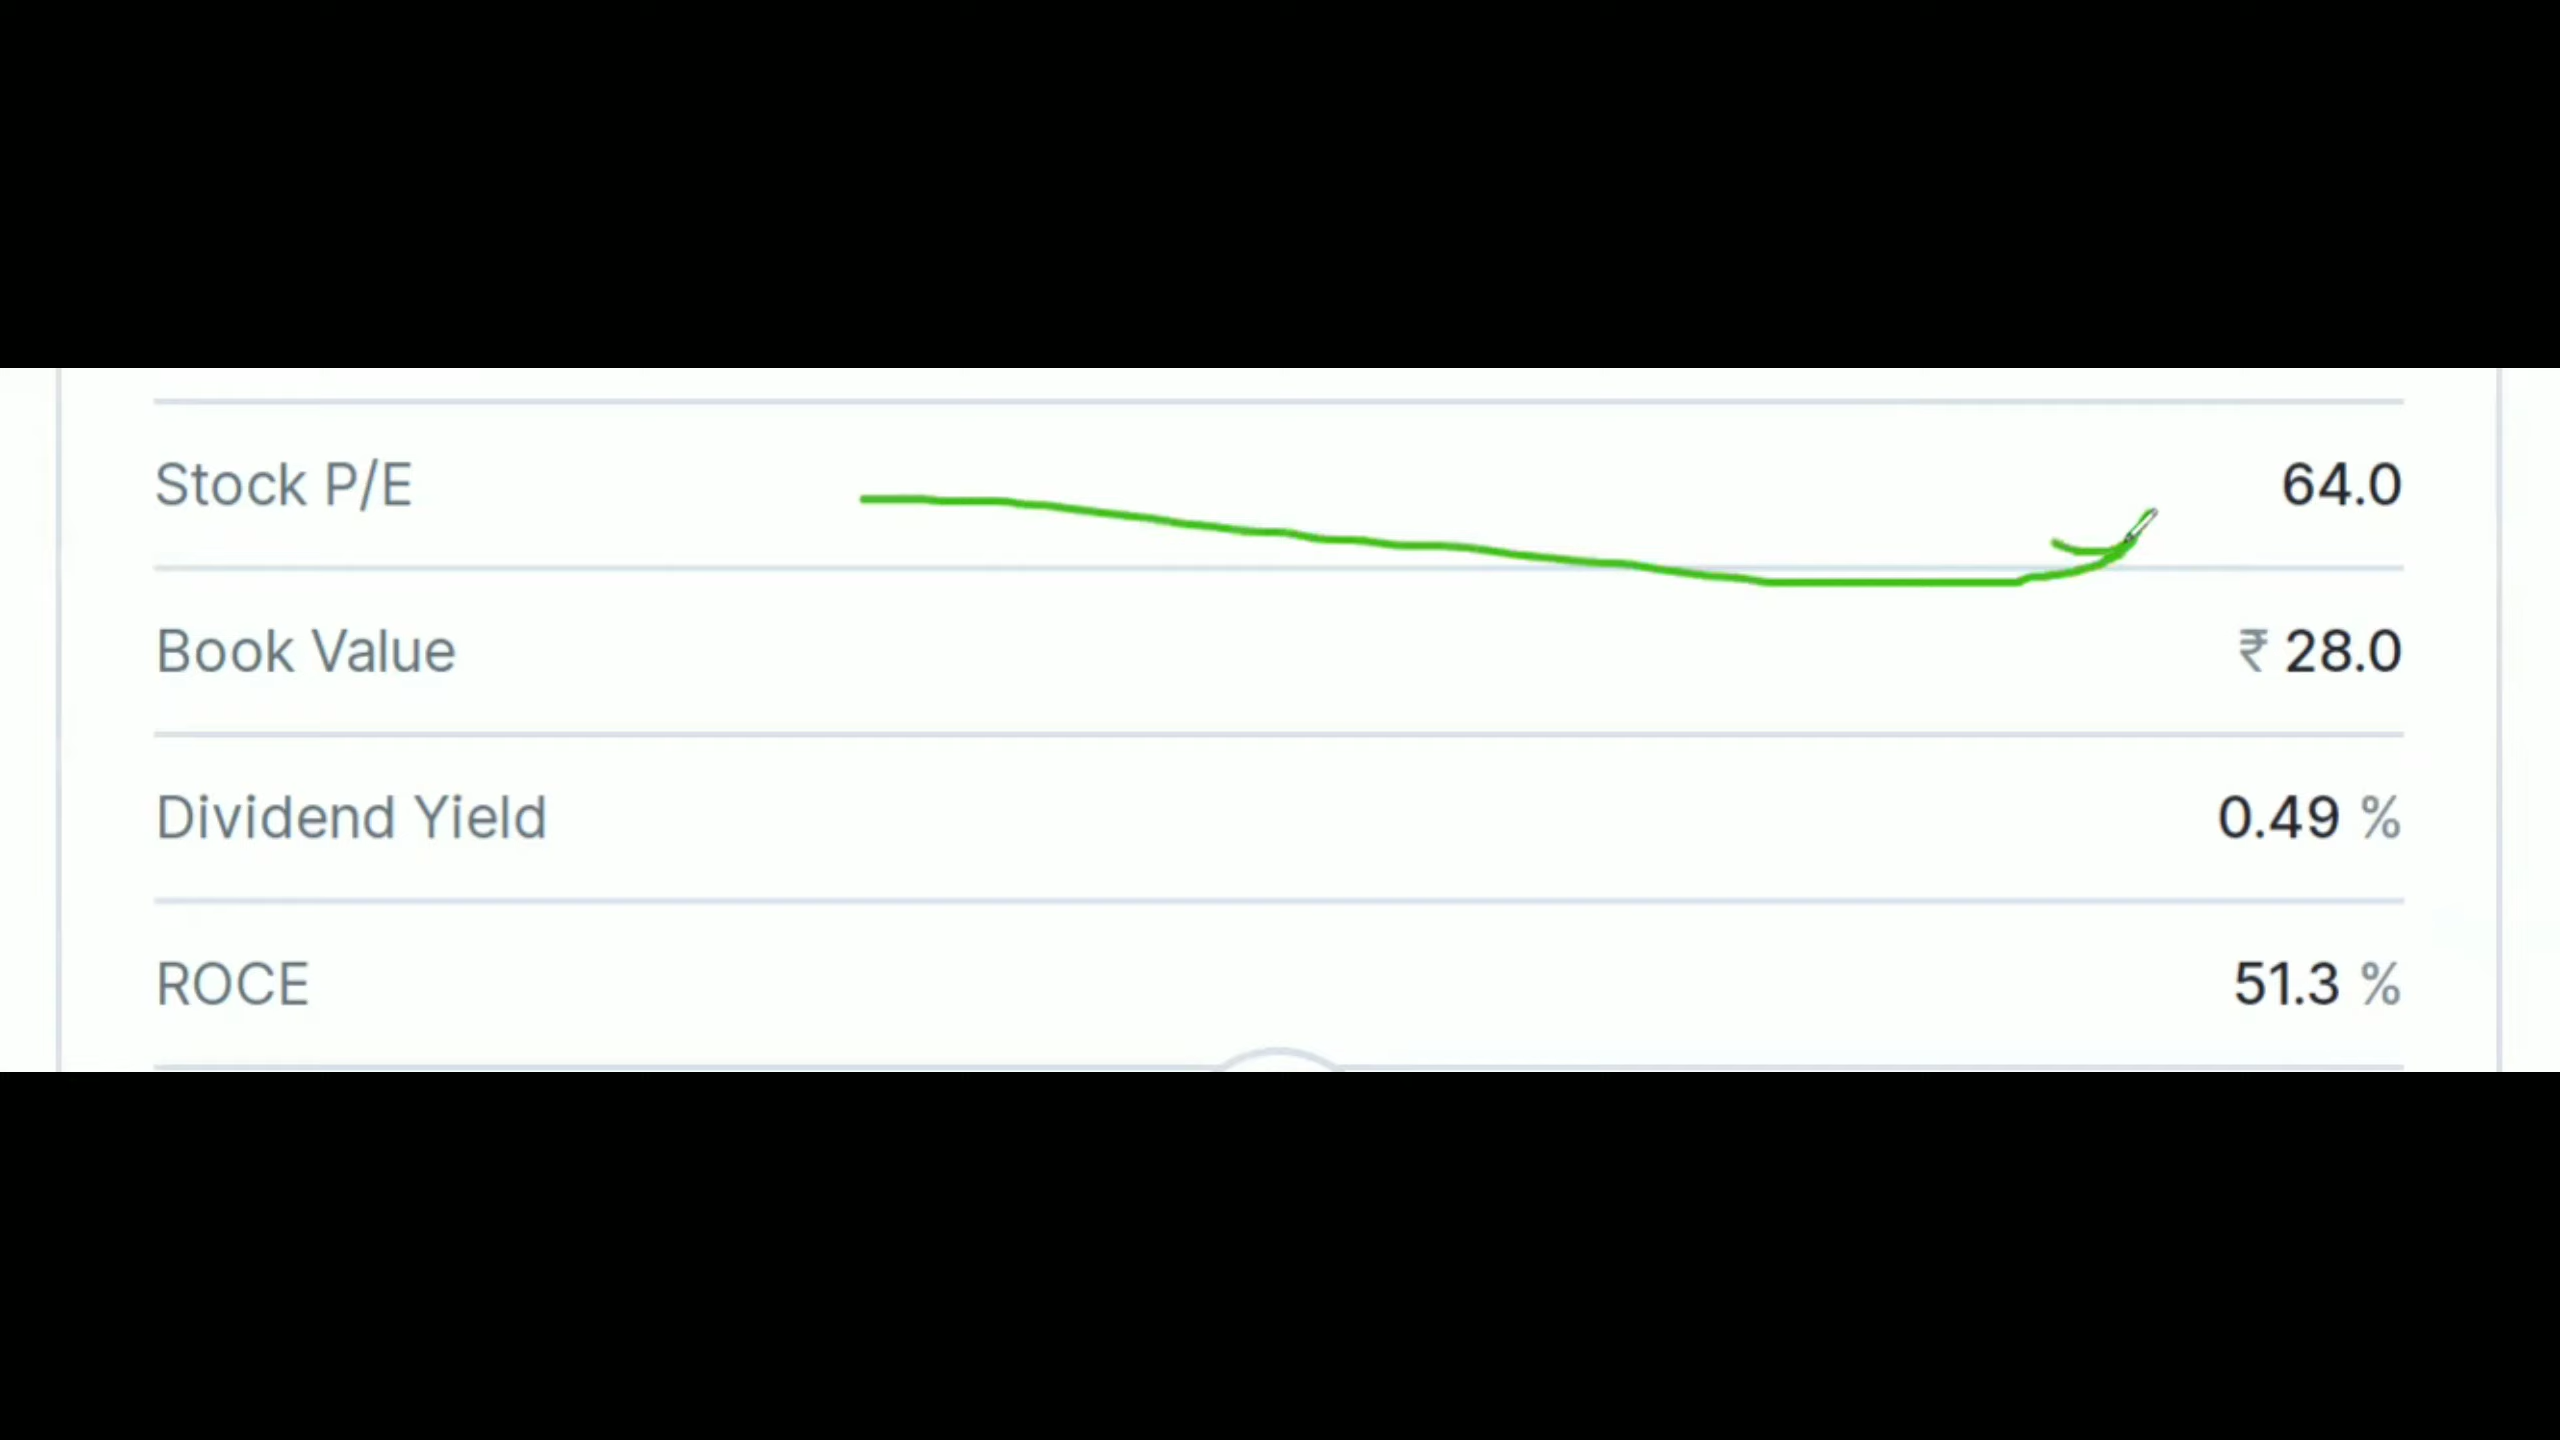 Stock P/E 64.0
Book Value ₹ 28.0
Dividend Yield 0.49 %
ROCE 51.3 %